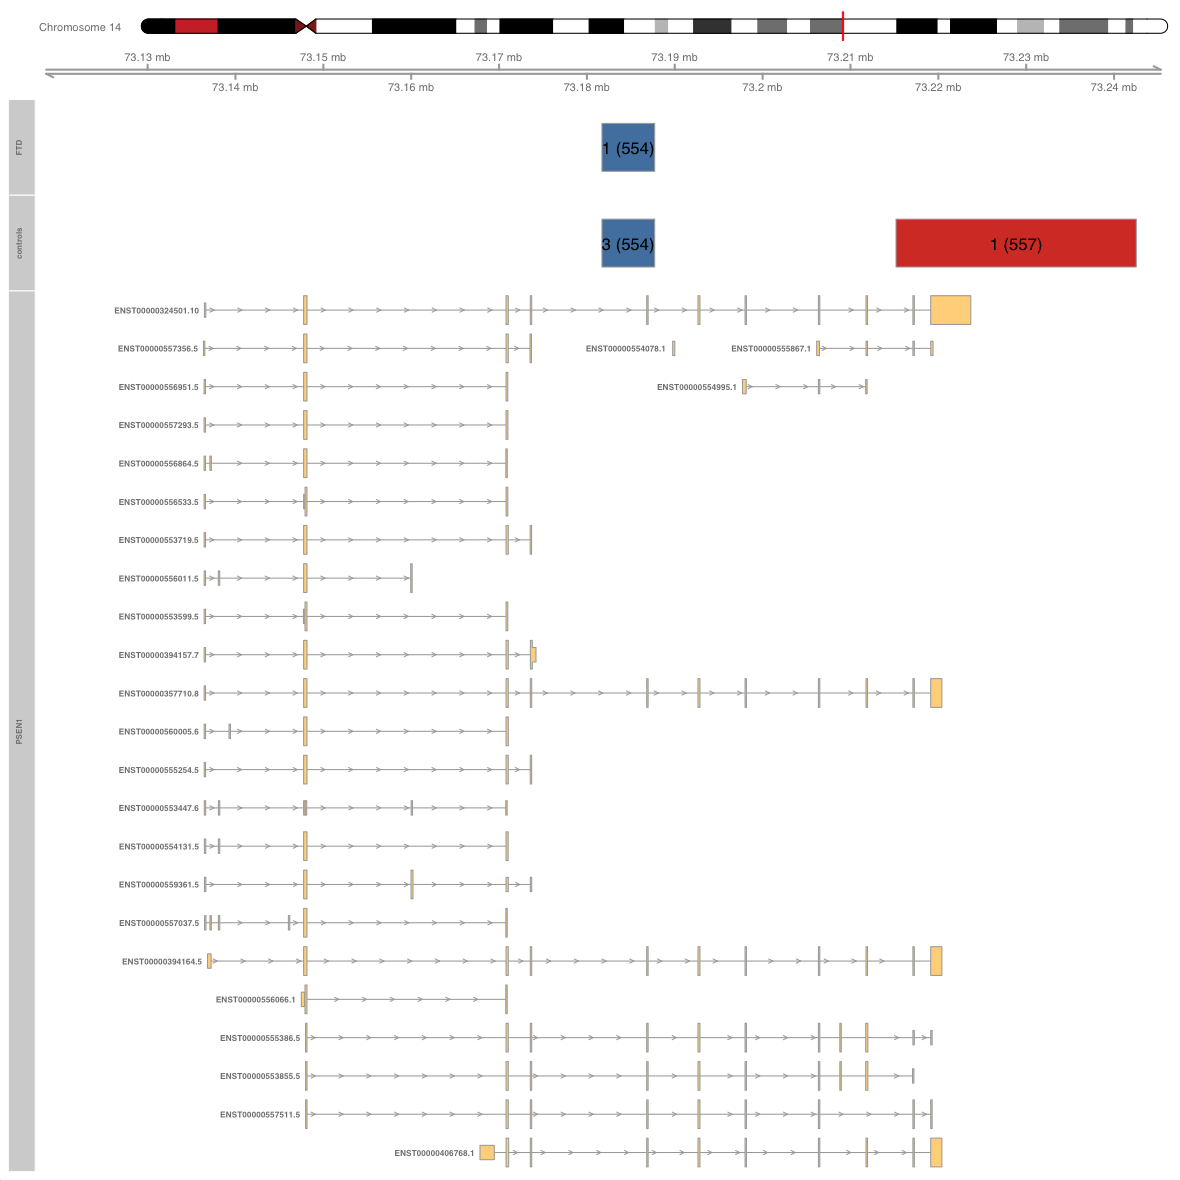 Chromosome 14
73.13 mb 73.15 mb 73.17 mb 73.19 mb 73.21 mb 73.23 mb
73.14 mb 73.16 mb 73.18 mb 73.2 mb 73.22 mb 73.24 mb
FTD
1 (554)
controls
3 (554) 1 (557)
PSEN1
ENST00000324501.10
ENST00000557356.5 ENST00000554078.1 ENST00000555867.1
ENST00000556951.5 ENST00000554995.1
ENST00000557293.5
ENST00000556864.5
ENST00000556533.5
ENST00000553719.5
ENST00000556011.5
ENST00000553599.5
ENST00000394157.7
ENST00000357710.8
ENST00000560005.6
ENST00000555254.5
ENST00000553447.6
ENST00000554131.5
ENST00000559361.5
ENST00000557037.5
ENST00000394164.5
ENST00000556066.1
ENST00000555386.5
ENST00000553855.5
ENST00000557511.5
ENST00000406768.1